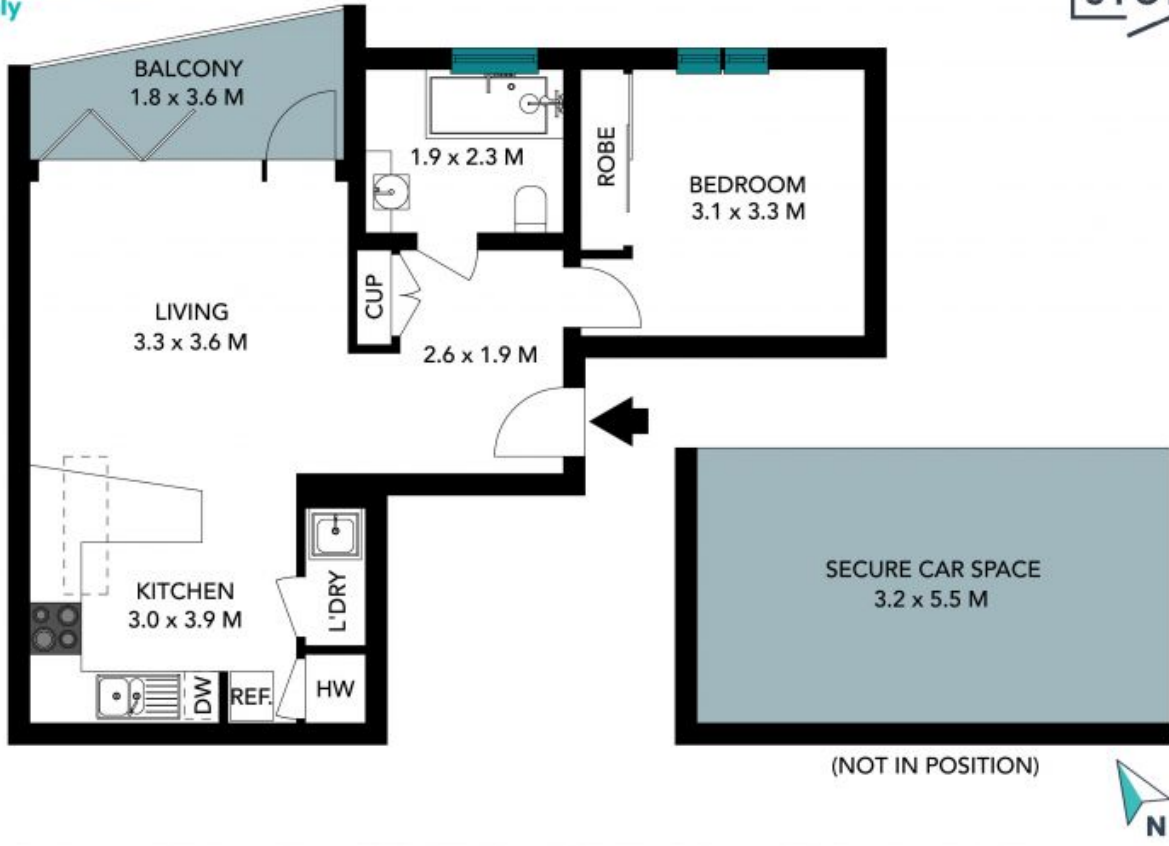 BALCONY
1.8 x 3.6 M
1.9 x 2.3 M
ROBE
BEDROOM
3.1 x 3.3 M
LIVING
3.3 x 3.6 M
CUP
2.6 x 1.9 M
KITCHEN
3.0 x 3.9 M
L'DRY
DW
REF.
HW
SECURE CAR SPACE
3.2 x 5.5 M
(NOT IN POSITION)
N